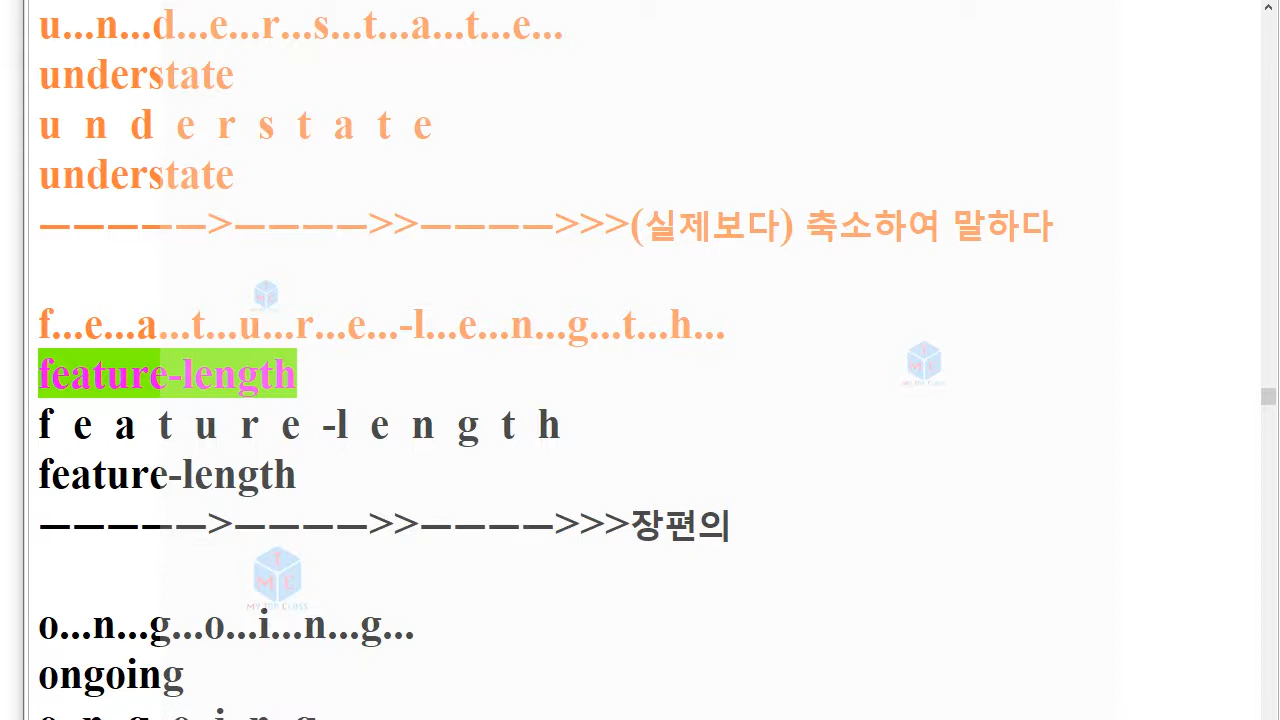 u...n...d...e...r...s...t...a...t...e...
understate
u n d e r s t a t e
understate
—————>————>>————>>>(실제보다) 축소하여 말하다
f...e...a...t...u...r...e...-l...e...n...g...t...h...
feature-length
f e a t u r e -l e n g t h
feature-length
—————>————>>————>>>장편의
o...n...g...o...i...n...g...
ongoing
o n g o i n g